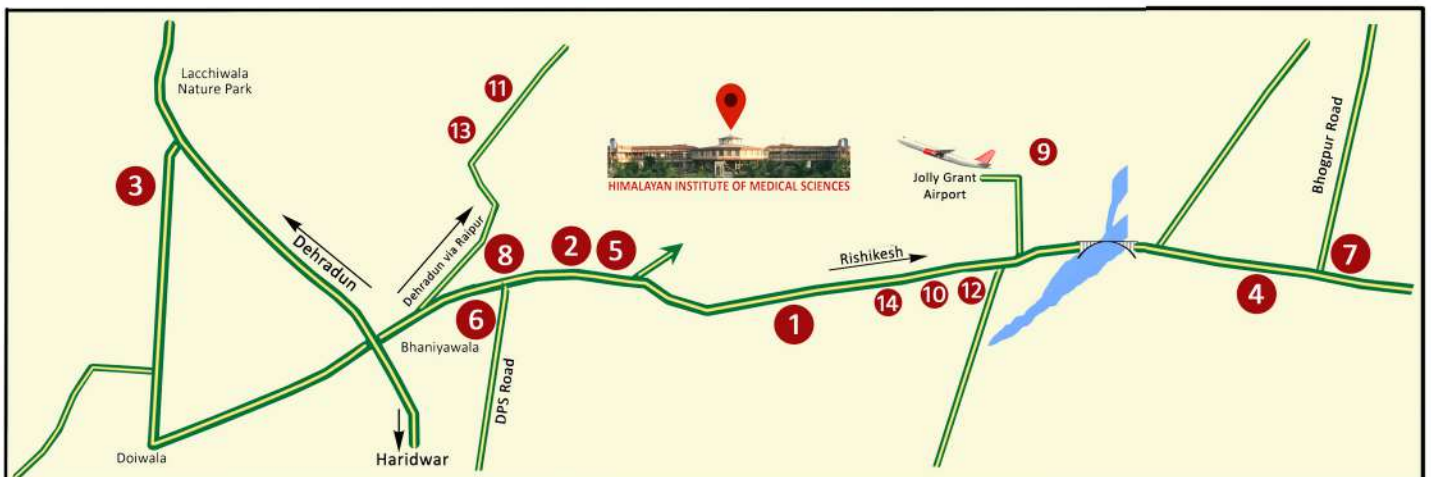 Lacchiwala
Nature Park
11
13
3
HIMALAYAN INSTITUTE OF MEDICAL SCIENCES
9
Jolly Grant
Airport
Bhogpur Road
Dehradun
Dehradun via Raipur
8
2
5
Rishikesh
7
14
10
12
4
6
1
Bhaniyawala
DPS Road
Doiwala
Haridwar